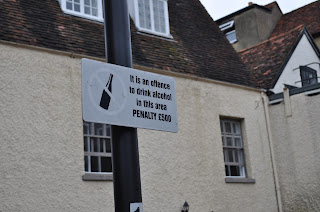 It is an offence
to drink alcohol
in this area
PENALTY £500